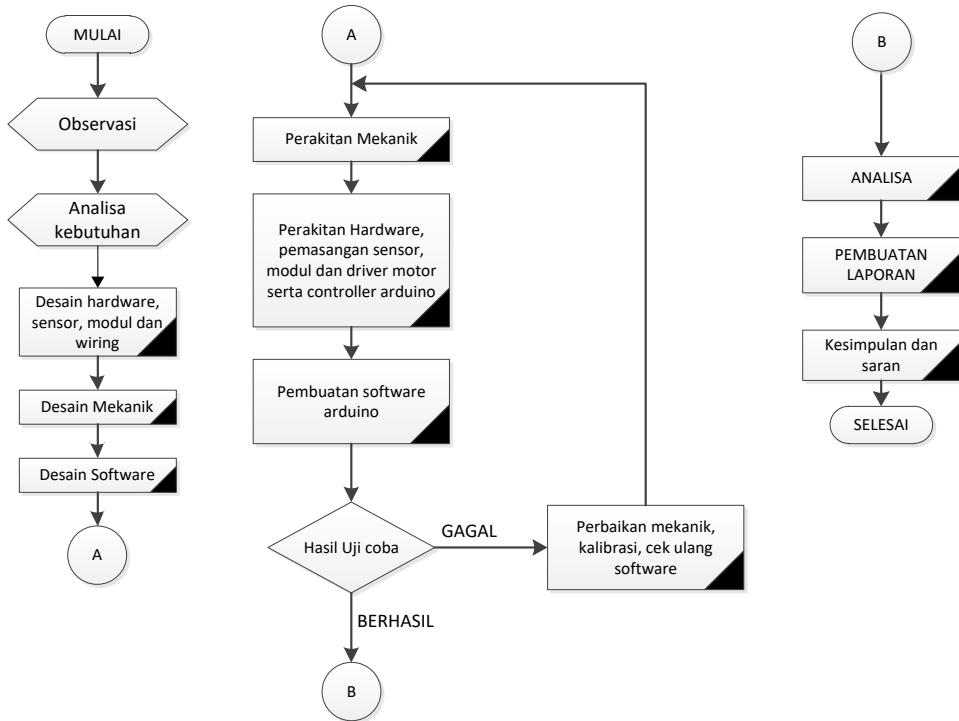 MULAI
Observasi
Analisa
kebutuhan
Desain hardware,
sensor, modul dan
wiring
Desain Mekanik
Desain Software
A
A
Perakitan Mekanik
Perakitan Hardware,
pemasangan sensor,
modul dan driver motor
serta controller arduino
Pembuatan software
arduino
Hasil Uji coba
GAGAL
Perbaikan mekanik,
kalibrasi, cek ulang
software
BERHASIL
B
B
ANALISA
PEMBUATAN
LAPORAN
Kesimpulan dan
saran
SELESAI